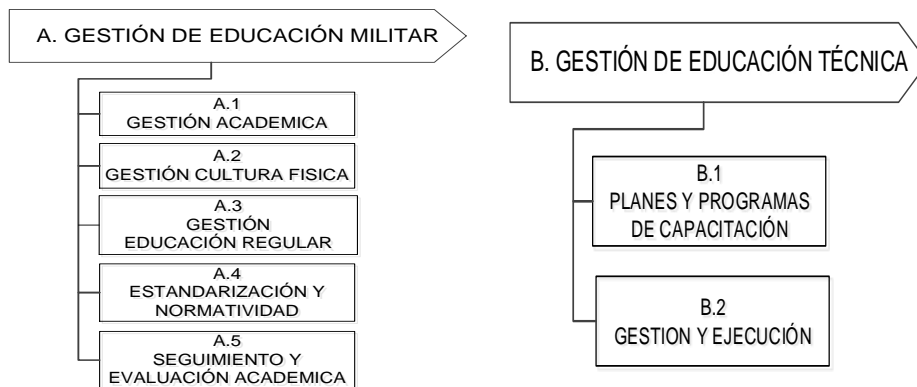 A. GESTIÓN DE EDUCACIÓN MILITAR
A.1
GESTIÓN ACADEMICA
A.2
GESTIÓN CULTURA FISICA
A.3
GESTIÓN
EDUCACIÓN REGULAR
A.4
ESTANDARIZACIÓN Y
NORMATIVIDAD
A.5
SEGUIMIENTO Y
EVALUACIÓN ACADEMICA
B. GESTIÓN DE EDUCACIÓN TÉCNICA
B.1
PLANES Y PROGRAMAS
DE CAPACITACIÓN
B.2
GESTION Y EJECUCIÓN